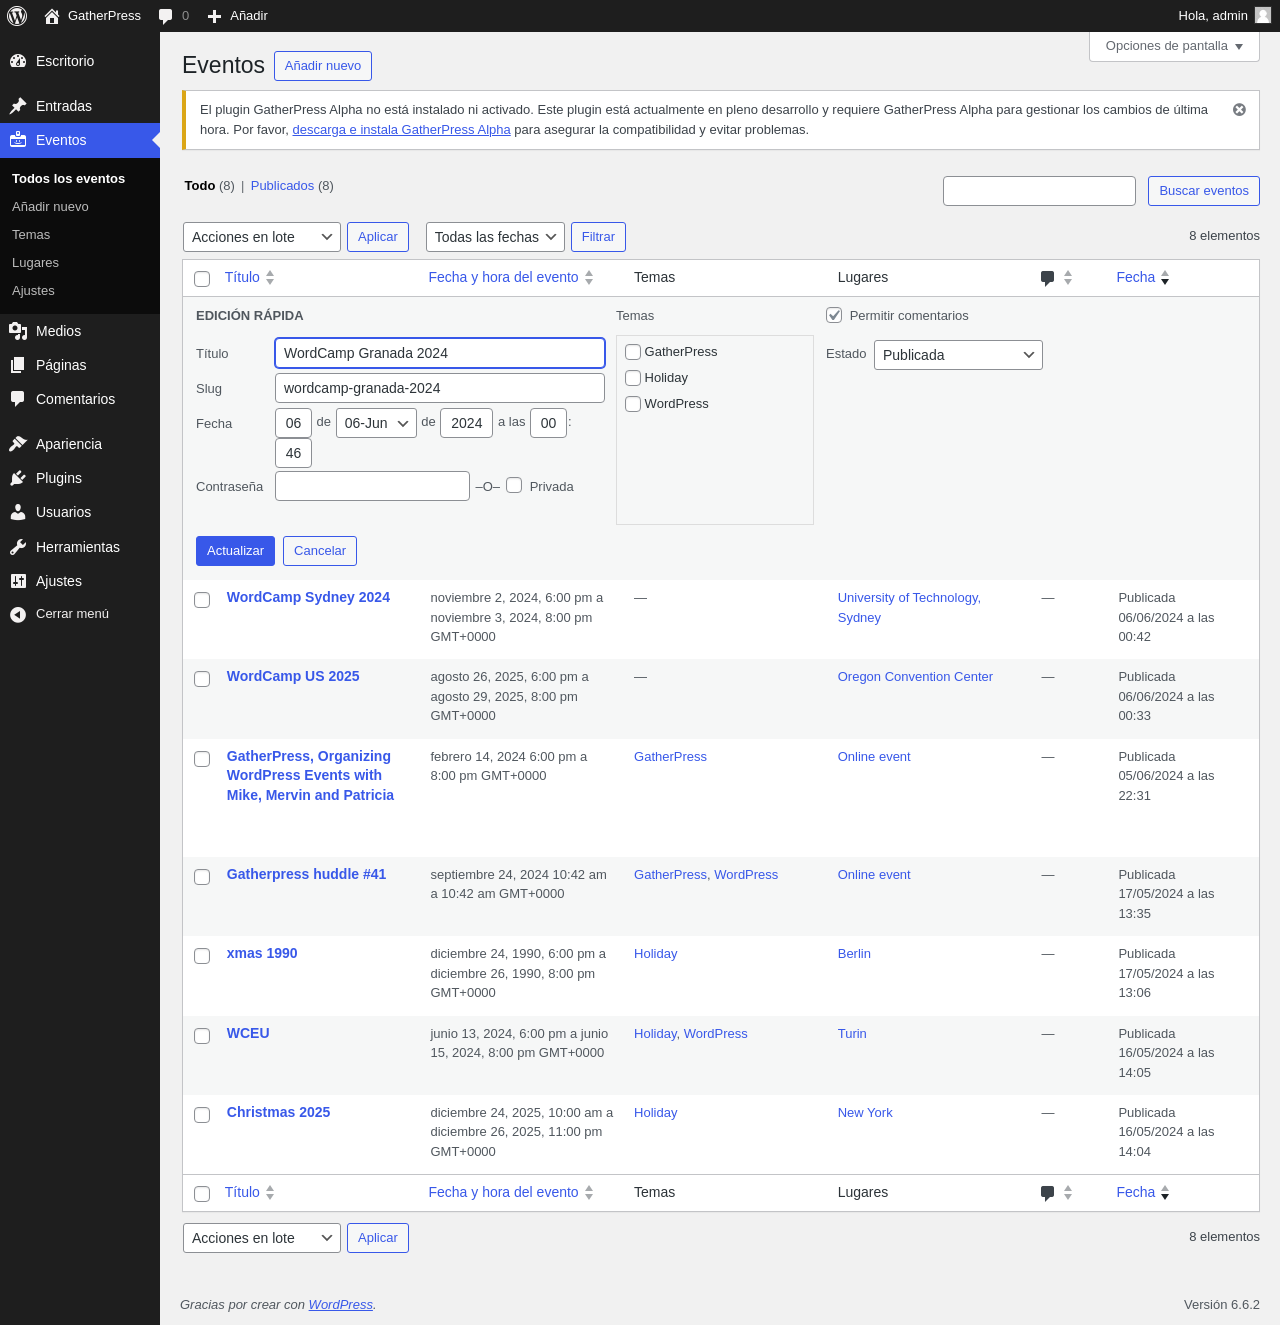 GatherPress 0 Añadir Hola, admin
Opciones de pantalla
Escritorio
Entradas
Eventos
Todos los eventos
Añadir nuevo
Temas
Lugares
Ajustes
Medios
Páginas
Comentarios
Apariencia
Plugins
Usuarios
Herramientas
Ajustes
Cerrar menú
Eventos Añadir nuevo
El plugin GatherPress Alpha no está instalado ni activado. Este plugin está actualmente en pleno desarrollo y requiere GatherPress Alpha para gestionar los cambios de última
hora. Por favor, descarga e instala GatherPress Alpha para asegurar la compatibilidad y evitar problemas.
Todo (8) | Publicados (8)
Buscar eventos
Acciones en lote Aplicar Todas las fechas Filtrar 8 elementos
Título Fecha y hora del evento Temas Lugares Fecha
EDICIÓN RÁPIDA Temas Permitir comentarios
Título WordCamp Granada 2024 GatherPress Estado Publicada
Slug wordcamp-granada-2024 Holiday
Fecha 06 de 06-Jun de 2024 a las 00 : WordPress
46
Contraseña –O– Privada
Actualizar Cancelar
WordCamp Sydney 2024 noviembre 2, 2024, 6:00 pm a — University of Technology, — Publicada
noviembre 3, 2024, 8:00 pm Sydney 06/06/2024 a las
GMT+0000 00:42
WordCamp US 2025 agosto 26, 2025, 6:00 pm a — Oregon Convention Center — Publicada
agosto 29, 2025, 8:00 pm 06/06/2024 a las
GMT+0000 00:33
GatherPress, Organizing febrero 14, 2024 6:00 pm a GatherPress Online event — Publicada
WordPress Events with 8:00 pm GMT+0000 05/06/2024 a las
Mike, Mervin and Patricia 22:31
Gatherpress huddle #41 septiembre 24, 2024 10:42 am GatherPress, WordPress Online event — Publicada
a 10:42 am GMT+0000 17/05/2024 a las
13:35
xmas 1990 diciembre 24, 1990, 6:00 pm a Holiday Berlin — Publicada
diciembre 26, 1990, 8:00 pm 17/05/2024 a las
GMT+0000 13:06
WCEU junio 13, 2024, 6:00 pm a junio Holiday, WordPress Turin — Publicada
15, 2024, 8:00 pm GMT+0000 16/05/2024 a las
14:05
Christmas 2025 diciembre 24, 2025, 10:00 am a Holiday New York — Publicada
diciembre 26, 2025, 11:00 pm 16/05/2024 a las
GMT+0000 14:04
Título Fecha y hora del evento Temas Lugares Fecha
Acciones en lote Aplicar 8 elementos
Gracias por crear con WordPress. Versión 6.6.2